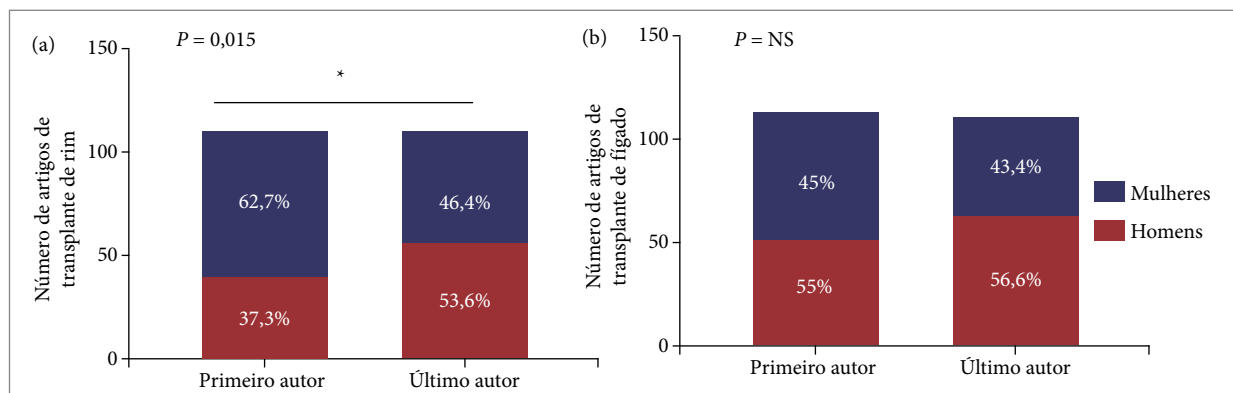 (a)
P = 0,015
*
Número de artigos de
transplante de rim
150
100
50
0
62,7%
46,4%
37,3%
53,6%
Primeiro autor
Último autor
(b)
P = NS
Número de artigos de
transplante de fígado
150
100
50
0
45%
43,4%
55%
56,6%
Primeiro autor
Último autor
Mulheres
Homens